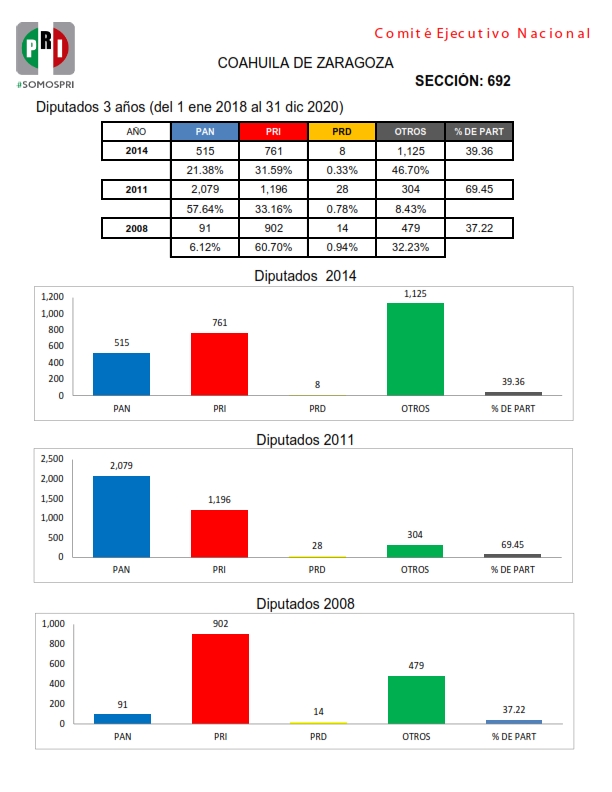 Comité Ejecutivo Nacional
PRI
#SOMOSPRI
COAHUILA DE ZARAGOZA
SECCIÓN: 692
Diputados 3 años (del 1 ene 2018 al 31 dic 2020)
AÑO PAN PRI PRD OTROS % DE PART
2014 515 761 8 1,125 39.36
21.38% 31.59% 0.33% 46.70%
2011 2,079 1,196 28 304 69.45
57.64% 33.16% 0.78% 8.43%
2008 91 902 14 479 37.22
6.12% 60.70% 0.94% 32.23%
Diputados 2014
1,200
1,000
800
600
400
200
0
515 761 8 1,125 39.36
PAN PRI PRD OTROS % DE PART
Diputados 2011
2,500
2,000
1,500
1,000
500
0
2,079 1,196 28 304 69.45
PAN PRI PRD OTROS % DE PART
Diputados 2008
1,000
800
600
400
200
0
91 902 14 479 37.22
PAN PRI PRD OTROS % DE PART